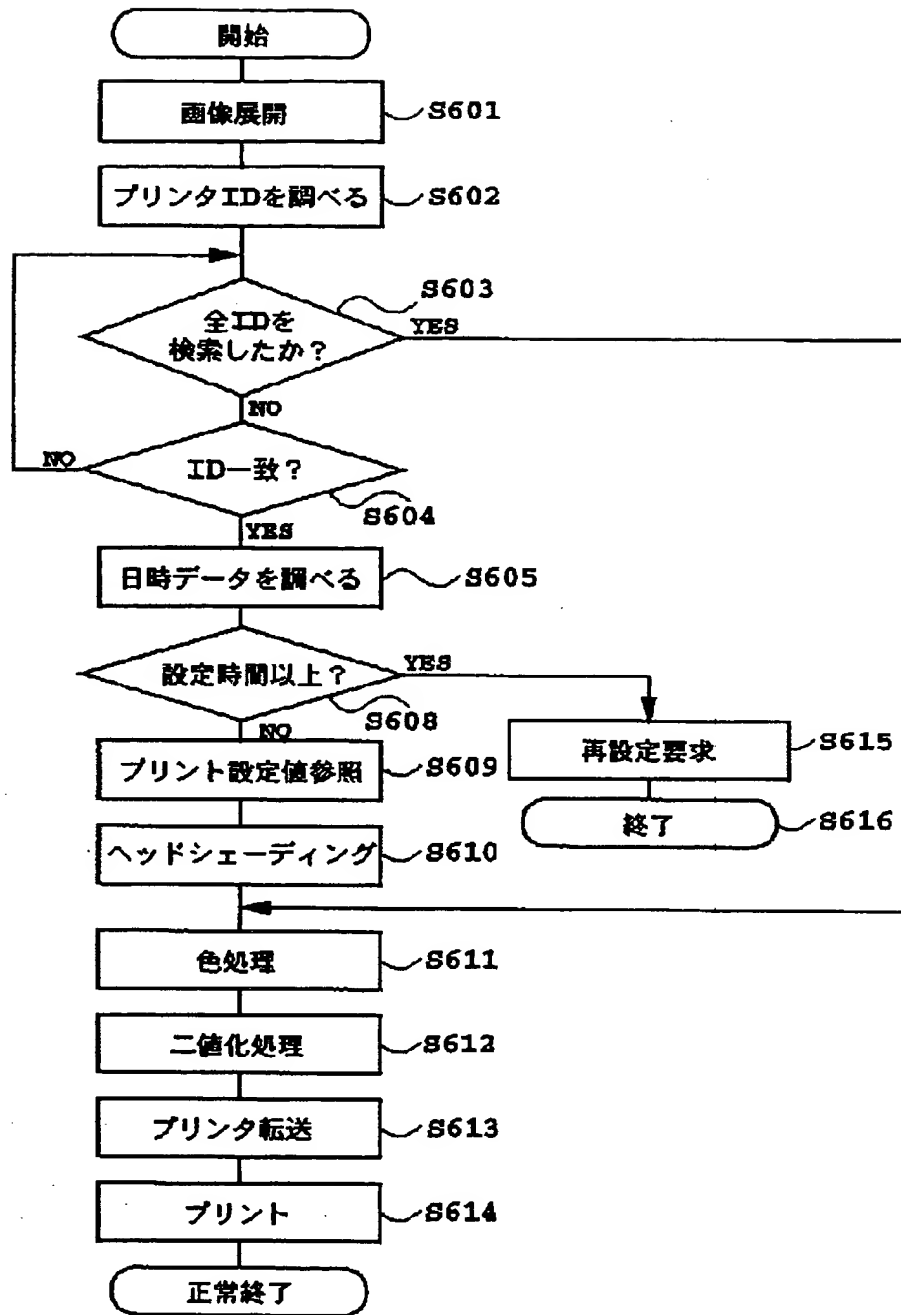 開始
画像展開
S601
プリンタIDを調べる
S602
S603
全IDを
検索したか?
YES
NO
ID一致?
NO
S604
YES
日時データを調べる
S605
設定時間以上?
YES
S608
NO
プリント設定値参照
S609
再設定要求
S615
終了
S616
ヘッドシェーディング
S610
色処理
S611
二値化処理
S612
プリンタ転送
S613
プリント
S614
正常終了